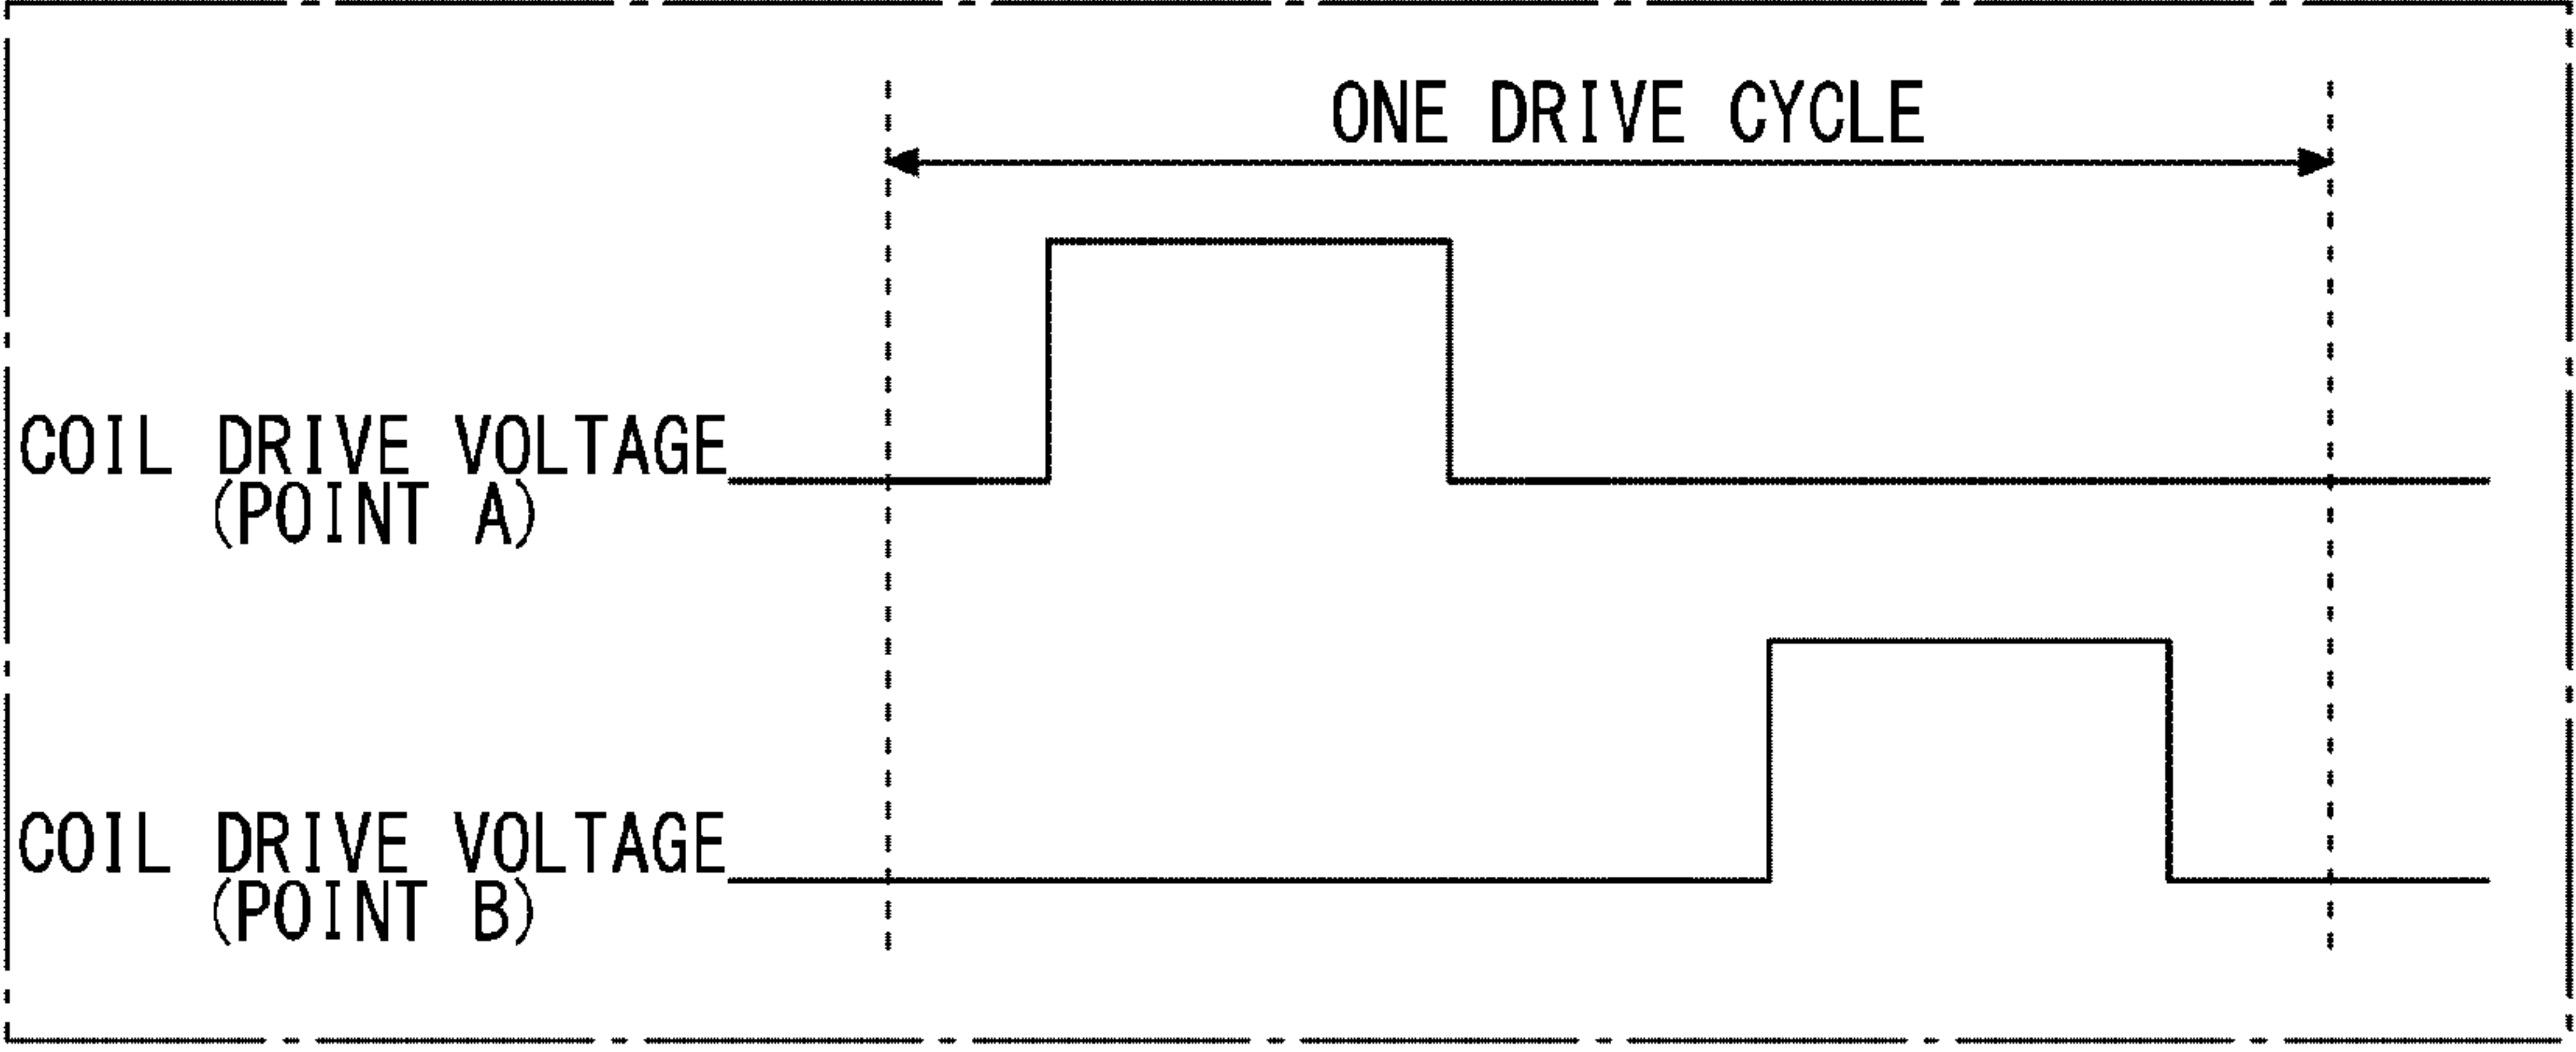 ONE DRIVE CYCLE
COIL DRIVE VOLTAGE
(POINT A)
COIL DRIVE VOLTAGE
(POINT B)